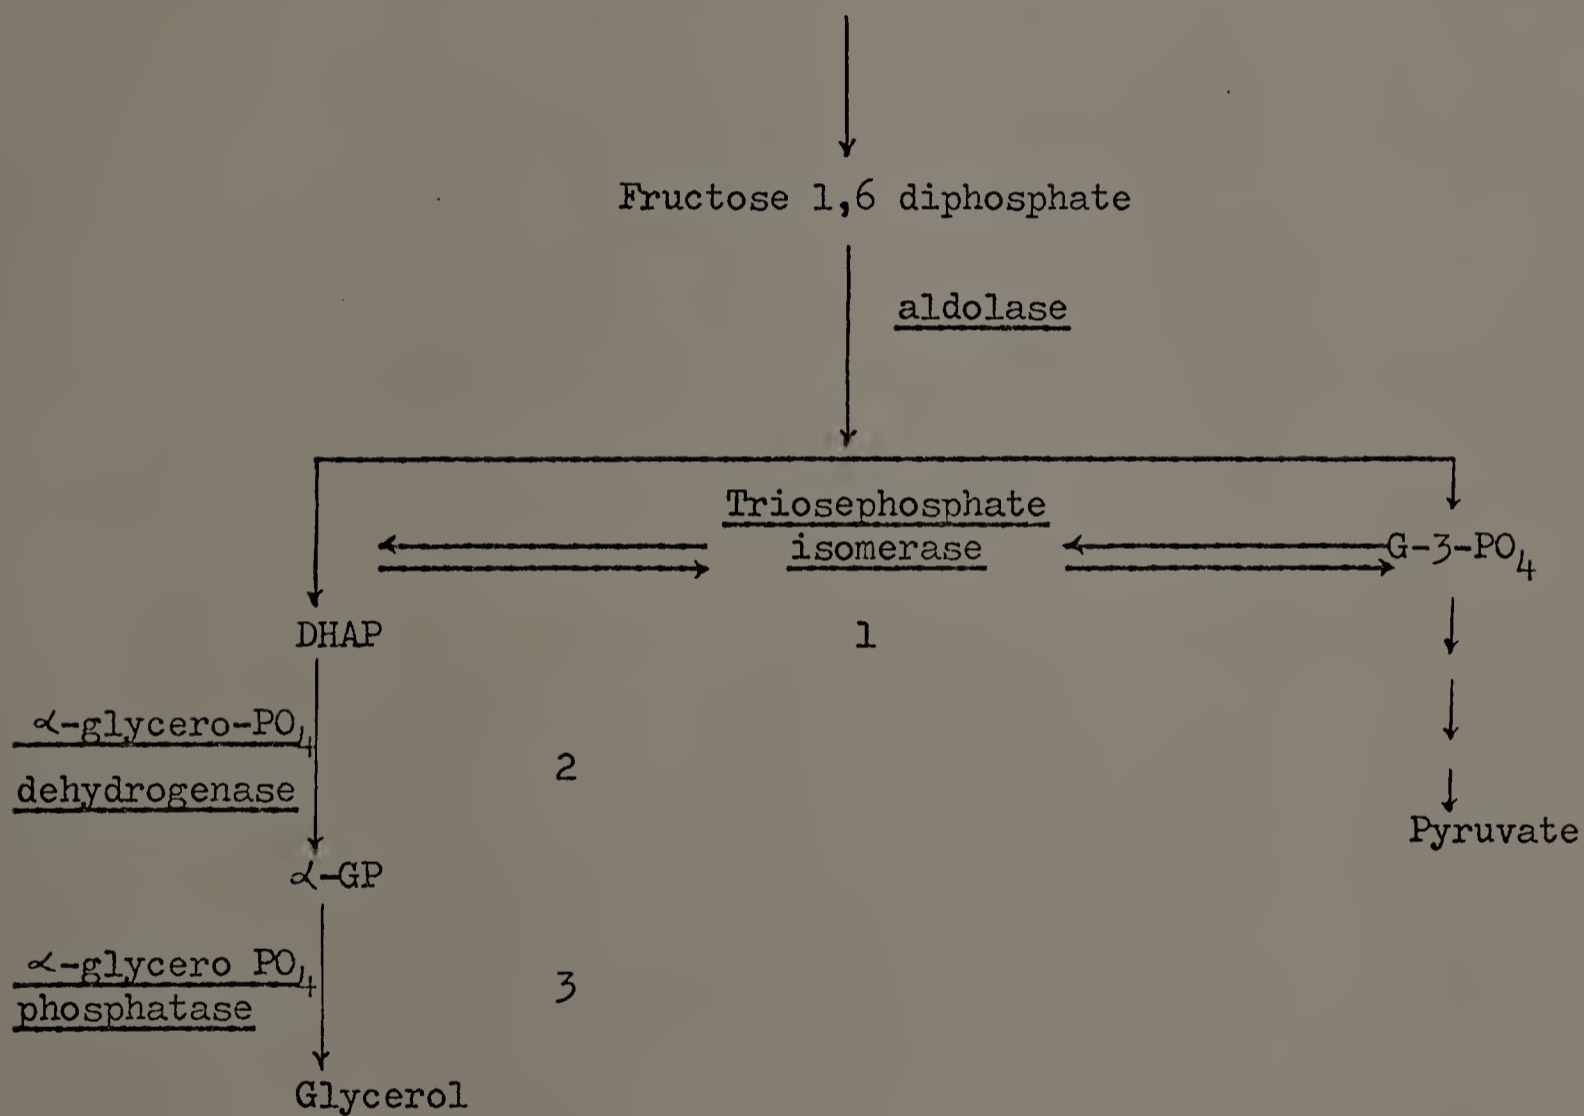 Fructose 1,6 diphosphate
aldolase
Triosephosphate
isomerase
G-3-PO4
DHAP
1
α-glycero-PO4
dehydrogenase
2
Pyruvate
α-GP
α-glycero PO4
phosphatase
3
Glycerol